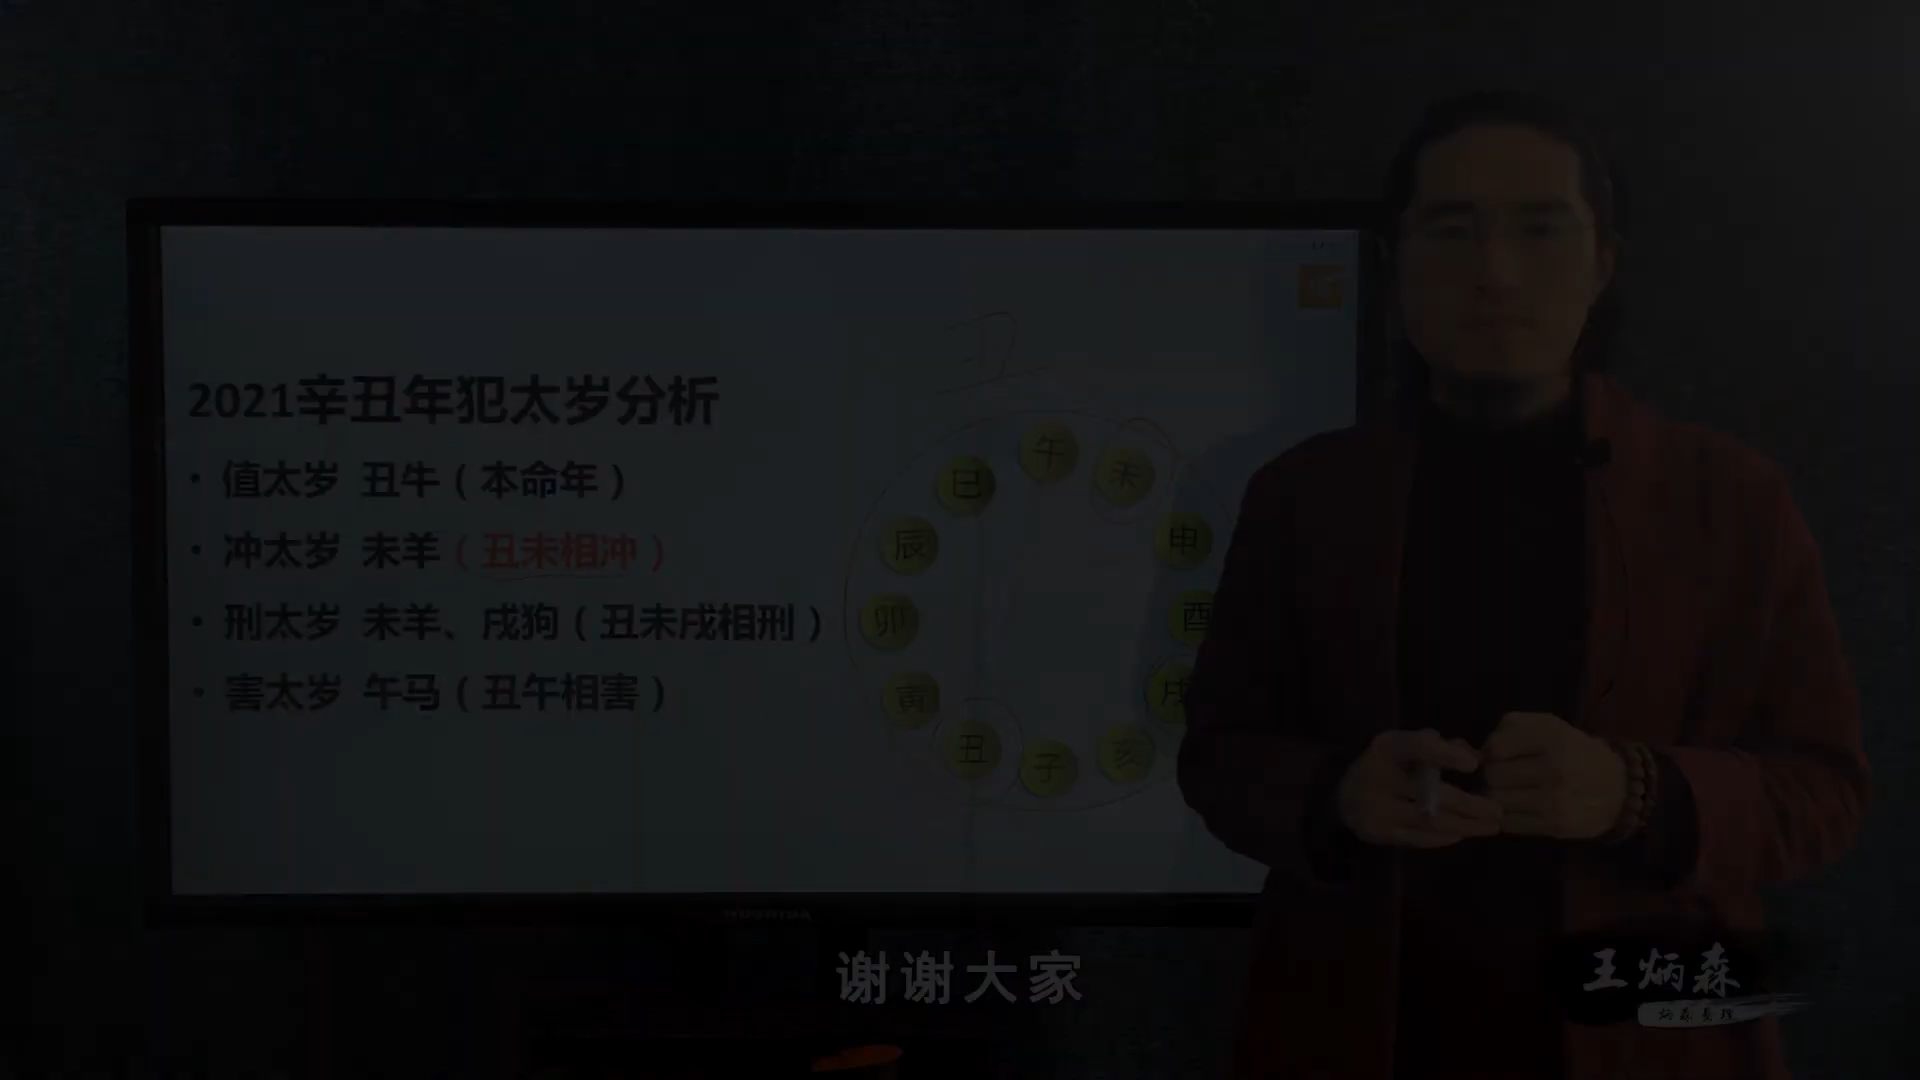 丑
2021辛丑年犯太岁分析
• 值太岁 丑牛（本命年）
• 冲太岁 未羊（丑未相冲）
• 刑太岁 未羊、戌狗（丑未戌相刑）
• 害太岁 午马（丑午相害）
午
未
巳
申
辰
酉
卯
戌
寅
丑
子
亥
TOSHIBA
谢谢大家
王炳森